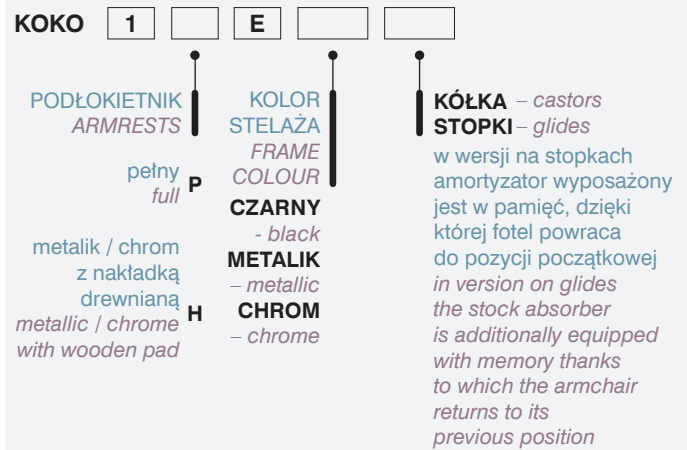 KOKO 1 E
PODŁOKIETNIK
ARMRESTS
pełny
full
P
metalik / chrom
z nakładką
drewnianą
metallic / chrome
with wooden pad
H
KOLOR
STELAŻA
FRAME
COLOUR
CZARNY
- black
METALIK
– metallic
CHROM
– chrome
KÓŁKA – castors
STOPKI – glides
w wersji na stopkach
amortyzator wyposażony
jest w pamięć, dzięki
której fotel powraca
do pozycji początkowej
in version on glides
the stock absorber
is additionally equipped
with memory thanks
to which the armchair
returns to its
previous position